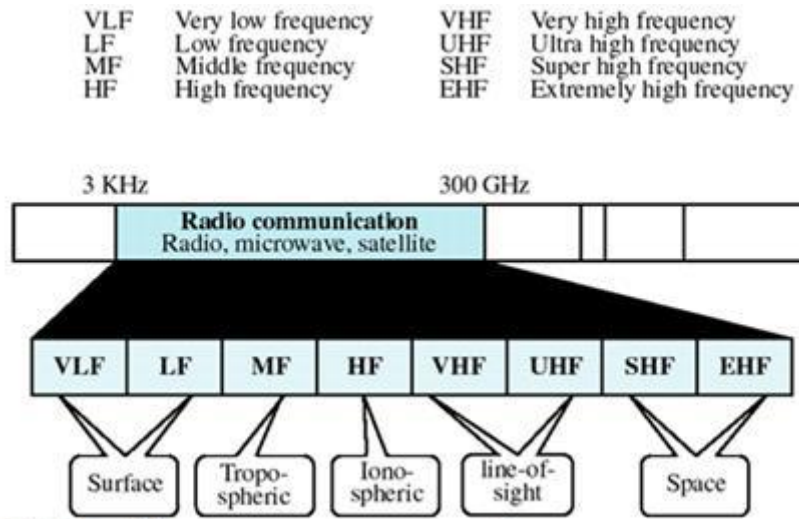 VLF Very low frequency VHF Very high frequency
LF Low frequency UHF Ultra high frequency
MF Middle frequency SHF Super high frequency
HF High frequency EHF Extremely high frequency
3 KHz 300 GHz
Radio communication
Radio, microwave, satellite
VLF LF MF HF VHF UHF SHF EHF
Surface
Tropo-
spheric
Iono-
spheric
line-of-
sight
Space